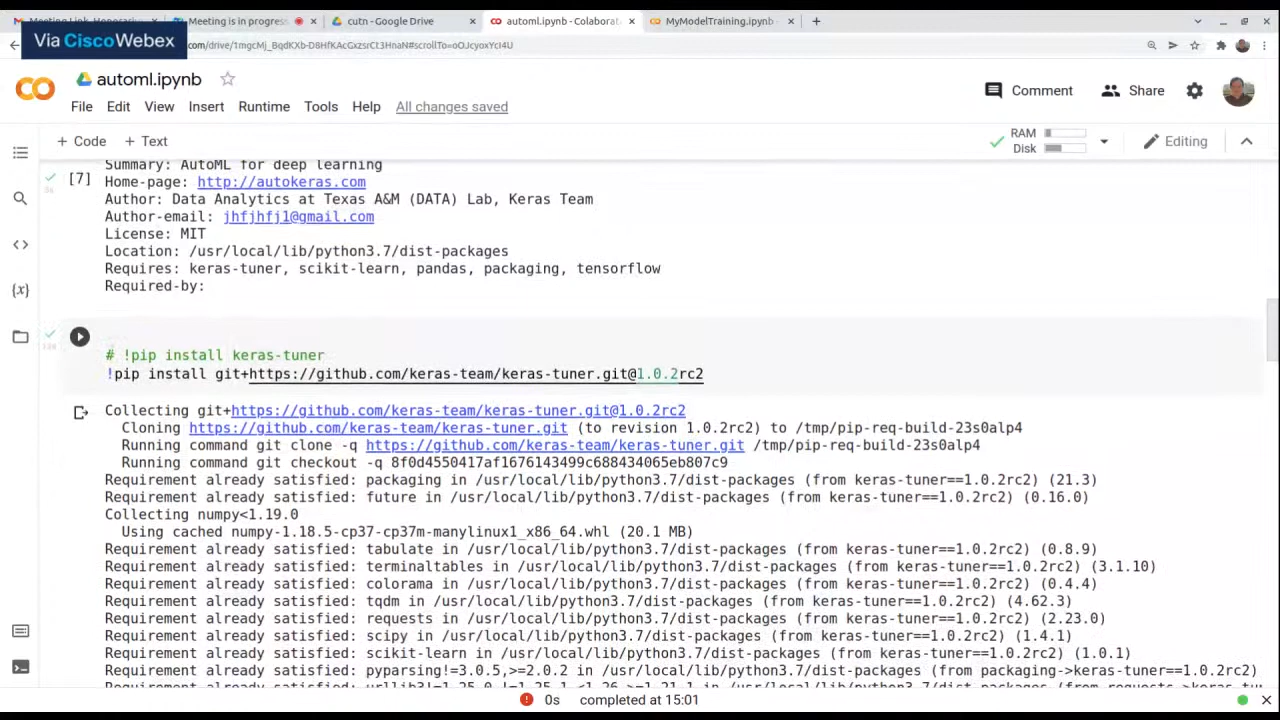 Meeting Link, Honorarium
Meeting is in progress
cutn - Google Drive
automl.ipynb - Colaborat
MyModelTraining.ipynb -
Via Cisco Webex
.com/drive/1mgcMj_BqdKXb-D8HfKAcGxzsrCt3HnaN#scrollTo=oOJcyoxYcI4U
automl.ipynb
File Edit View Insert Runtime Tools Help All changes saved
Comment Share
+ Code + Text
RAM
Disk
Editing
Summary: AutoML for deep learning
[7]
Home-page: http://autokeras.com
Author: Data Analytics at Texas A&M (DATA) Lab, Keras Team
Author-email: jhfjhfj1@gmail.com
License: MIT
Location: /usr/local/lib/python3.7/dist-packages
Requires: keras-tuner, scikit-learn, pandas, packaging, tensorflow
Required-by:
{x}
# !pip install keras-tuner
!pip install git+https://github.com/keras-team/keras-tuner.git@1.0.2rc2
Collecting git+https://github.com/keras-team/keras-tuner.git@1.0.2rc2
Cloning https://github.com/keras-team/keras-tuner.git (to revision 1.0.2rc2) to /tmp/pip-req-build-23s0alp4
Running command git clone -q https://github.com/keras-team/keras-tuner.git /tmp/pip-req-build-23s0alp4
Running command git checkout -q 8f0d4550417af1676143499c688434065eb807c9
Requirement already satisfied: packaging in /usr/local/lib/python3.7/dist-packages (from keras-tuner==1.0.2rc2) (21.3)
Requirement already satisfied: future in /usr/local/lib/python3.7/dist-packages (from keras-tuner==1.0.2rc2) (0.16.0)
Collecting numpy<1.19.0
Using cached numpy-1.18.5-cp37-cp37m-manylinux1_x86_64.whl (20.1 MB)
Requirement already satisfied: tabulate in /usr/local/lib/python3.7/dist-packages (from keras-tuner==1.0.2rc2) (0.8.9)
Requirement already satisfied: terminaltables in /usr/local/lib/python3.7/dist-packages (from keras-tuner==1.0.2rc2) (3.1.10)
Requirement already satisfied: colorama in /usr/local/lib/python3.7/dist-packages (from keras-tuner==1.0.2rc2) (0.4.4)
Requirement already satisfied: tqdm in /usr/local/lib/python3.7/dist-packages (from keras-tuner==1.0.2rc2) (4.62.3)
Requirement already satisfied: requests in /usr/local/lib/python3.7/dist-packages (from keras-tuner==1.0.2rc2) (2.23.0)
Requirement already satisfied: scipy in /usr/local/lib/python3.7/dist-packages (from keras-tuner==1.0.2rc2) (1.4.1)
Requirement already satisfied: scikit-learn in /usr/local/lib/python3.7/dist-packages (from keras-tuner==1.0.2rc2) (1.0.1)
Requirement already satisfied: pyparsing!=3.0.5,>=2.0.2 in /usr/local/lib/python3.7/dist-packages (from packaging->keras-tuner==1.0.2rc2)
0s completed at 15:01